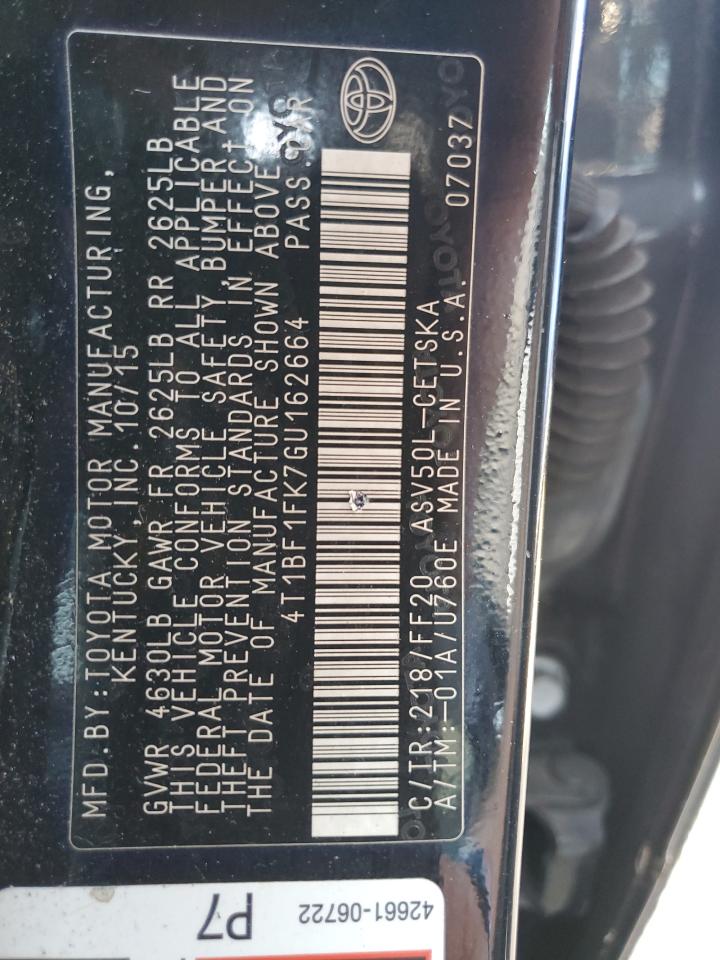 MFD.BY:TOYOTA MOTOR MANUFACTURING,
KENTUCKY, INC. 10/15
GVWR 4630LB GAWR FR 2625LB RR 2625LB
THIS VEHICLE CONFORMS TO ALL APPLICABLE
FEDERAL MOTOR VEHICLE SAFETY, BUMPER AND
THEFT PREVENTION STANDARDS IN EFFECT ON
THE DATE OF MANUFACTURE SHOWN ABOVE.
4T1BF1FK7GU162664 PASS.CAR
C/TR:218/FF20 ASV50L-CETSKA
A/TM:-01A/U760E MADE IN U.S.A. 07037
P7
42661-06722